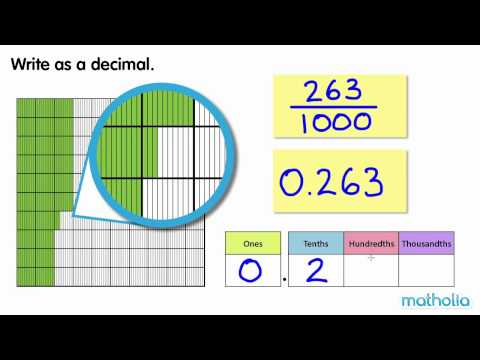 Write as a decimal.
263
1000
0.263
Ones Tenths Hundredths Thousandths
0 . 2
matholia